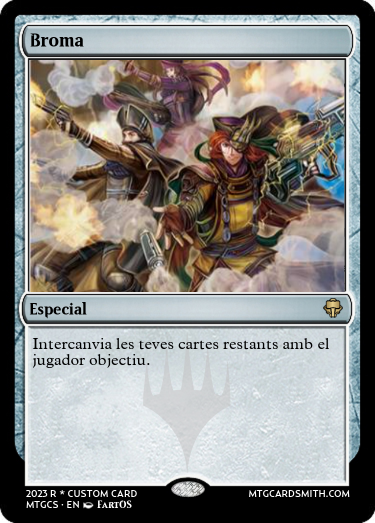 Broma
Especial
Intercanvia les teves cartes restants amb el
jugador objectiu.
2023 R * CUSTOM CARD
MTGCS • EN FARTOS
MTGCARDSMITH.COM